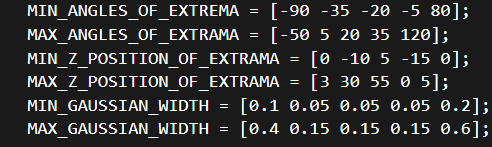 MIN_ANGLES_OF_EXTREMA = [-90 -35 -20 -5 80];
MAX_ANGLES_OF_EXTRAMA = [-50 5 20 35 120];
MIN_Z_POSITION_OF_EXTRAMA = [0 -10 5 -15 0];
MAX_Z_POSITION_OF_EXTRAMA = [3 30 55 0 5];
MIN_GAUSSIAN_WIDTH = [0.1 0.05 0.05 0.05 0.2];
MAX_GAUSSIAN_WIDTH = [0.4 0.15 0.15 0.15 0.6];